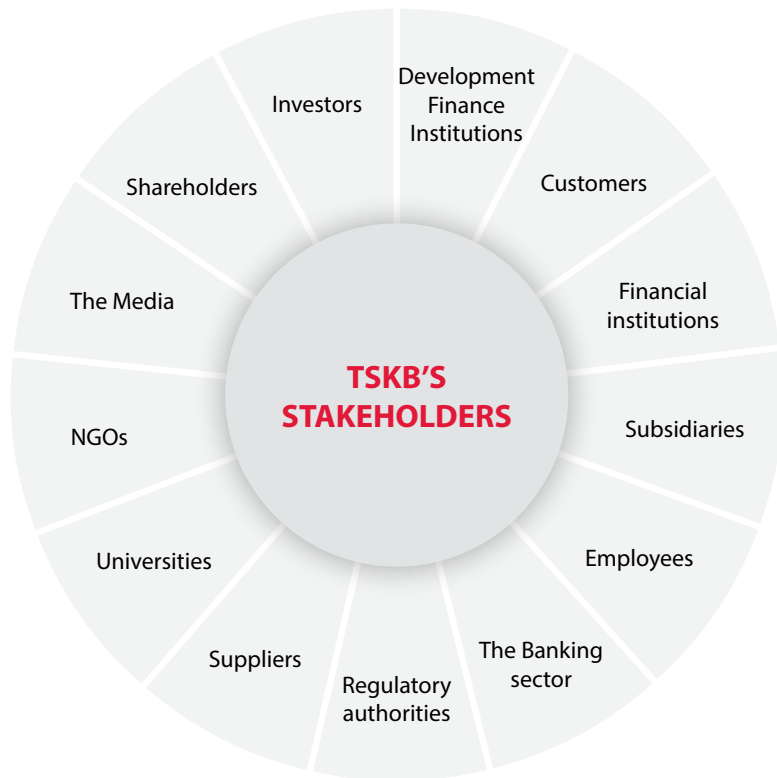 Development
Finance
Institutions
Customers
Financial
institutions
Subsidiaries
Employees
The Banking
sector
Regulatory
authorities
Suppliers
Universities
NGOs
The Media
Shareholders
Investors
TSKB'S
STAKEHOLDERS